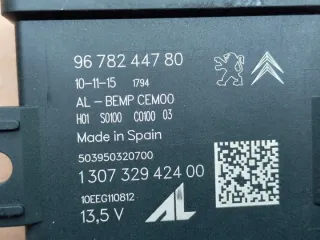 96 782 447 80
10-11-15 1794
AL-BEMP CEM00
H01 S0100 C0100 03
Made in Spain
503950320700
1 307 329 424 00
10EEG110812
13,5 V
AL